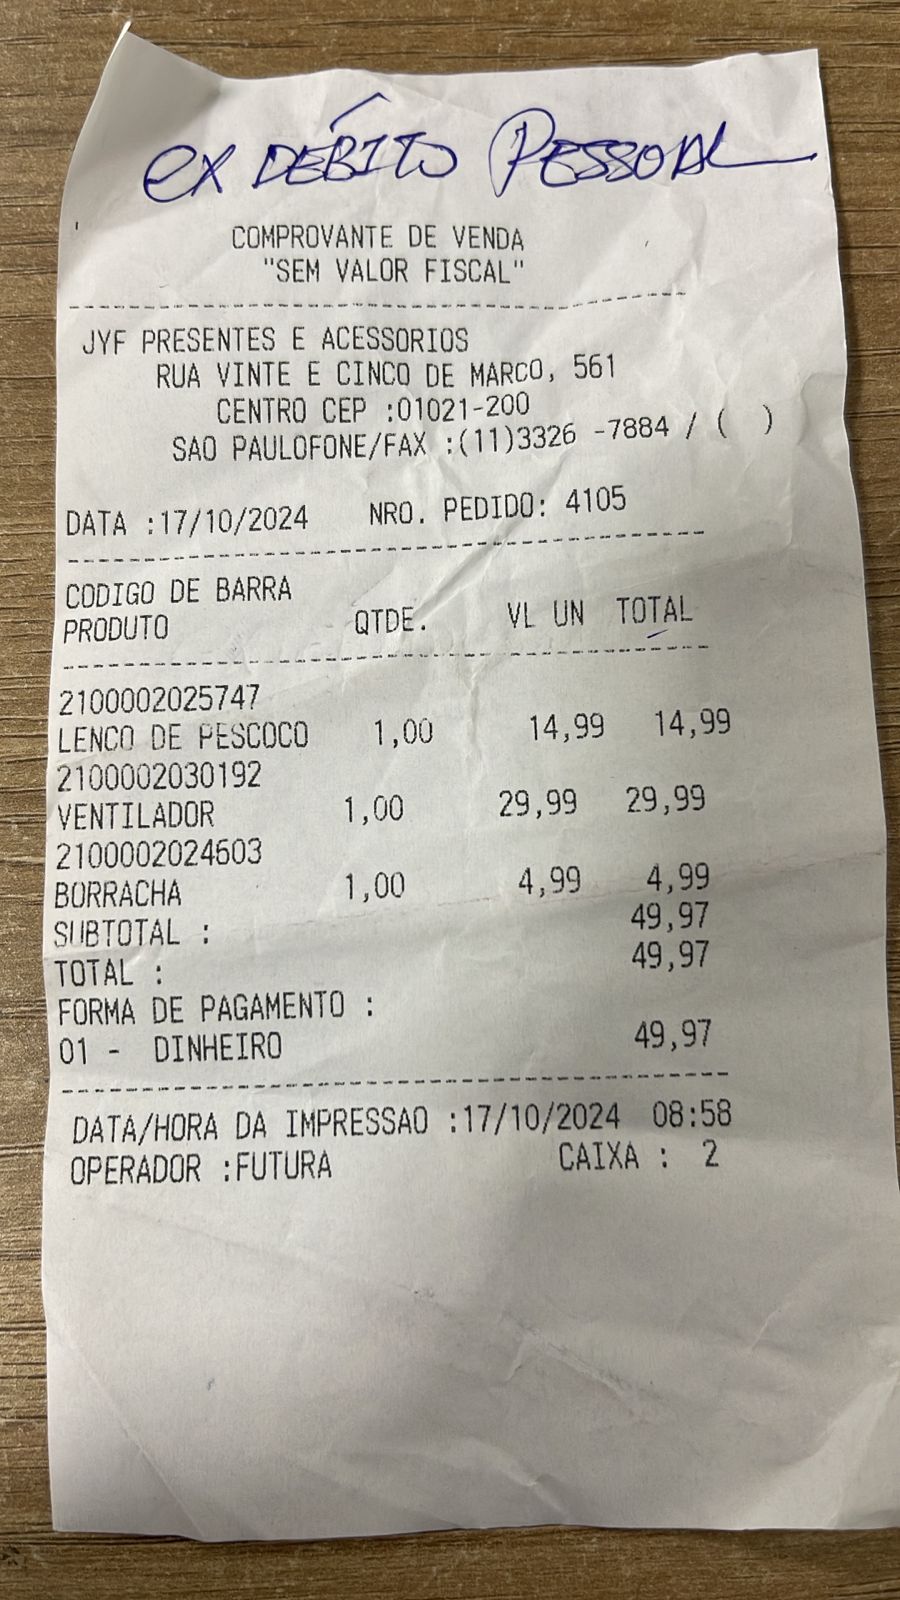 ex DÉBITO PESSOAL
COMPROVANTE DE VENDA
"SEM VALOR FISCAL"
JYF PRESENTES E ACESSORIOS
RUA VINTE E CINCO DE MARCO, 561
CENTRO CEP :01021-200
SAO PAULOFONE/FAX :(11)3326 -7884 / (  )
DATA :17/10/2024 NRO. PEDIDO: 4105
CODIGO DE BARRA
PRODUTO QTDE. VL UN TOTAL
2100002025747
LENCO DE PESCOCO 1,00 14,99 14,99
2100002030192
VENTILADOR 1,00 29,99 29,99
2100002024603
BORRACHA 1,00 4,99 4,99
SUBTOTAL : 49,97
TOTAL : 49,97
FORMA DE PAGAMENTO :
01 - DINHEIRO 49,97
DATA/HORA DA IMPRESSAO :17/10/2024 08:58
OPERADOR :FUTURA CAIXA : 2